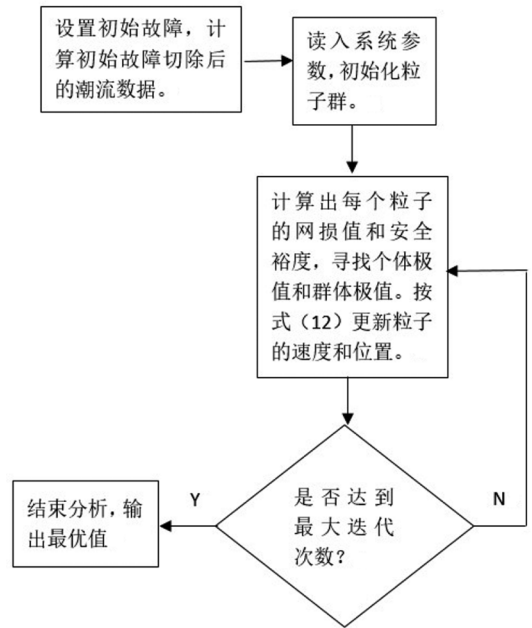 设置初始故障，计
算初始故障切除后
的潮流数据。
读入系统参
数，初始化粒
子群。
计算出每个粒子
的网损值和安全
裕度，寻找个体极
值和群体极值。按
式（12）更新粒子
的速度和位置。
是否达到
最大迭代
次数？
Y
N
结束分析，输
出最优值